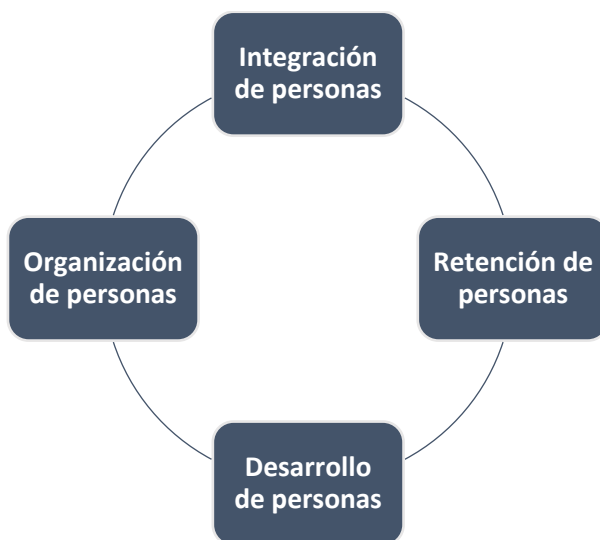 Integración
de personas
Organización
de personas
Retención de
personas
Desarrollo
de personas